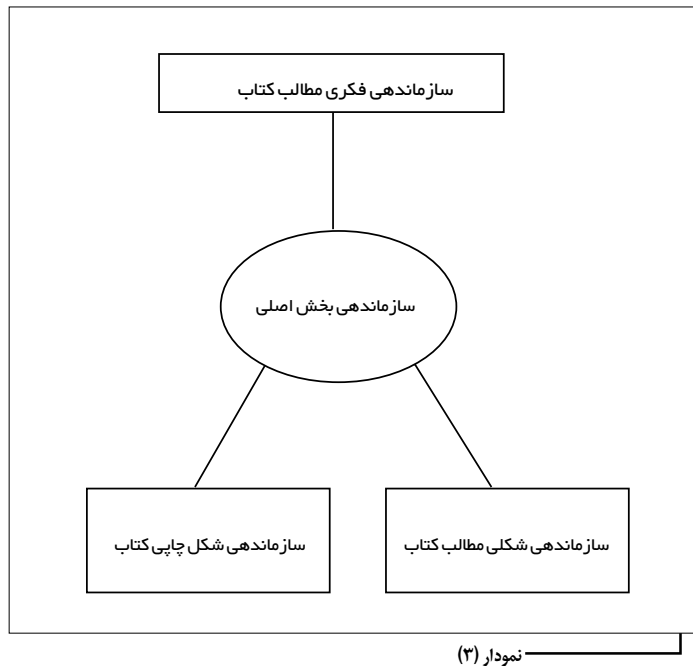 سازماندهی فکری مطالب کتاب
سازماندهی بخش اصلی
سازماندهی شکلی مطالب کتاب
سازماندهی شکل چاپی کتاب
نمودار (۳)